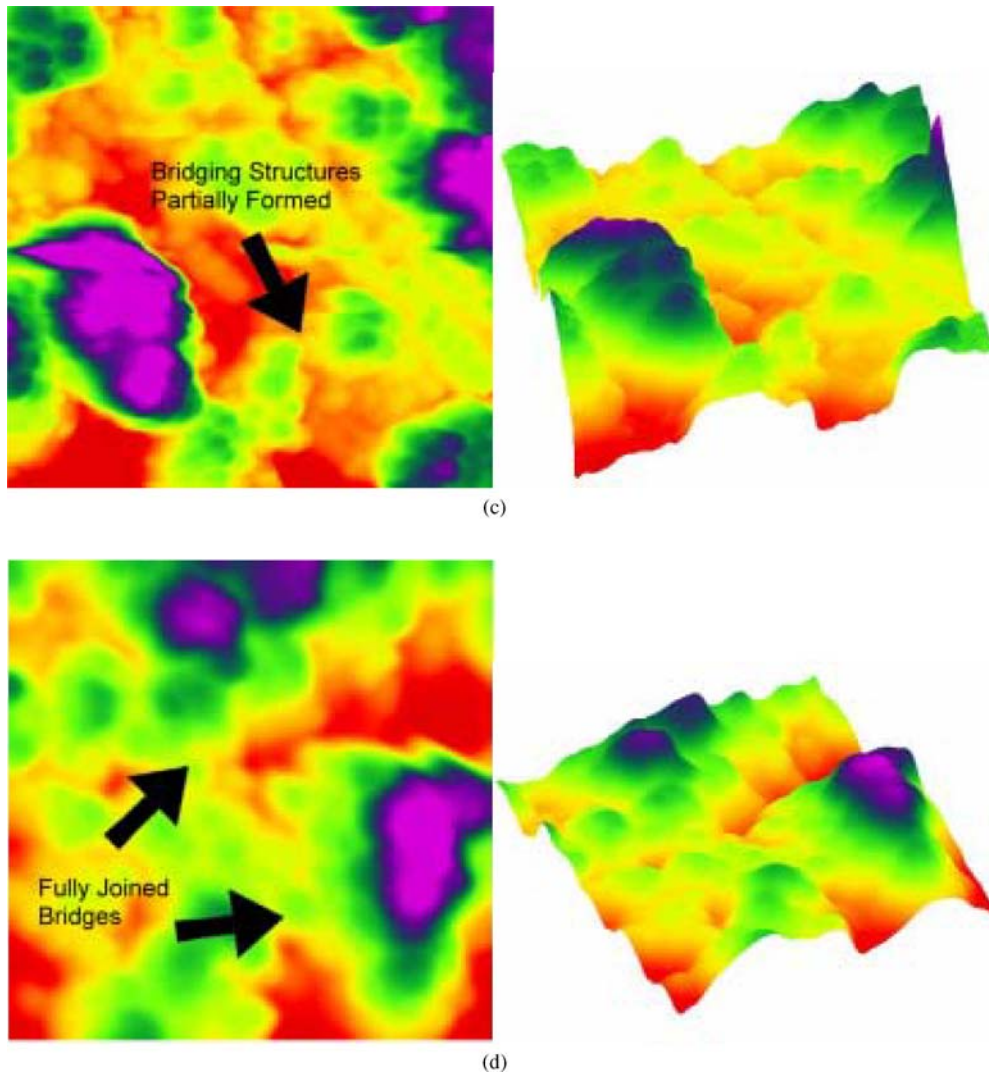 Bridging Structures
Partially Formed
(c)
Fully Joined
Bridges
(d)